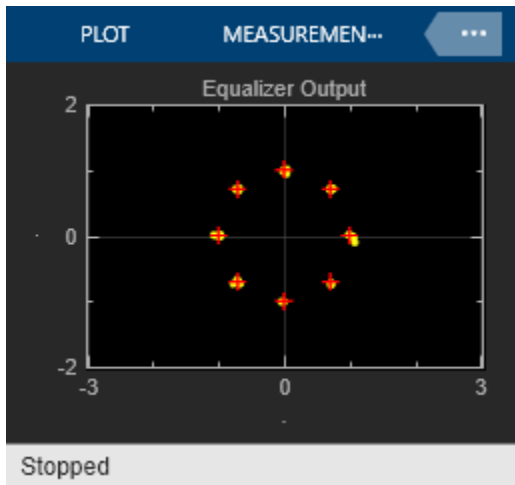 PLOT MEASUREMEN... ...
Equalizer Output
2
0
-2
-3 0 3
Stopped